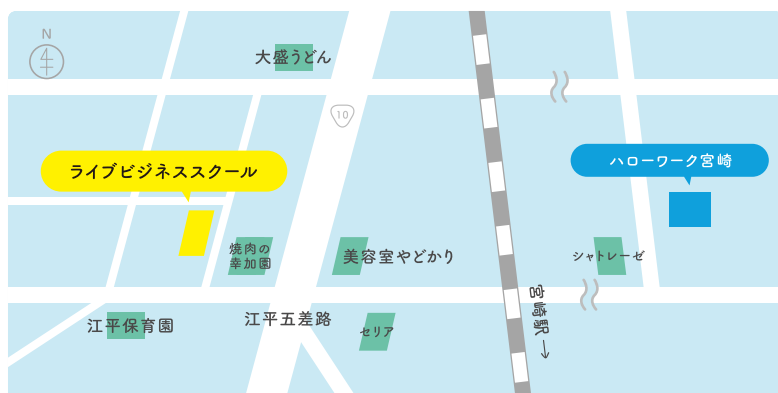 N
大盛うどん
10
ライブビジネススクール
ハローワーク宮崎
焼肉の
幸加園
美容室やどかり
シャトレーゼ
江平保育園
江平五差路
セリア
宮崎駅→